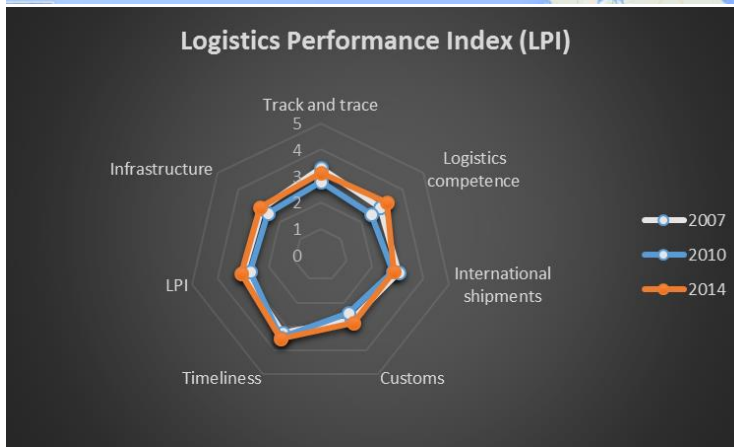 Logistics Performance Index (LPI)
Track and trace
5
4
3
2
1
0
Infrastructure
Logistics
competence
LPI
International
shipments
Timeliness
Customs
2007
2010
2014